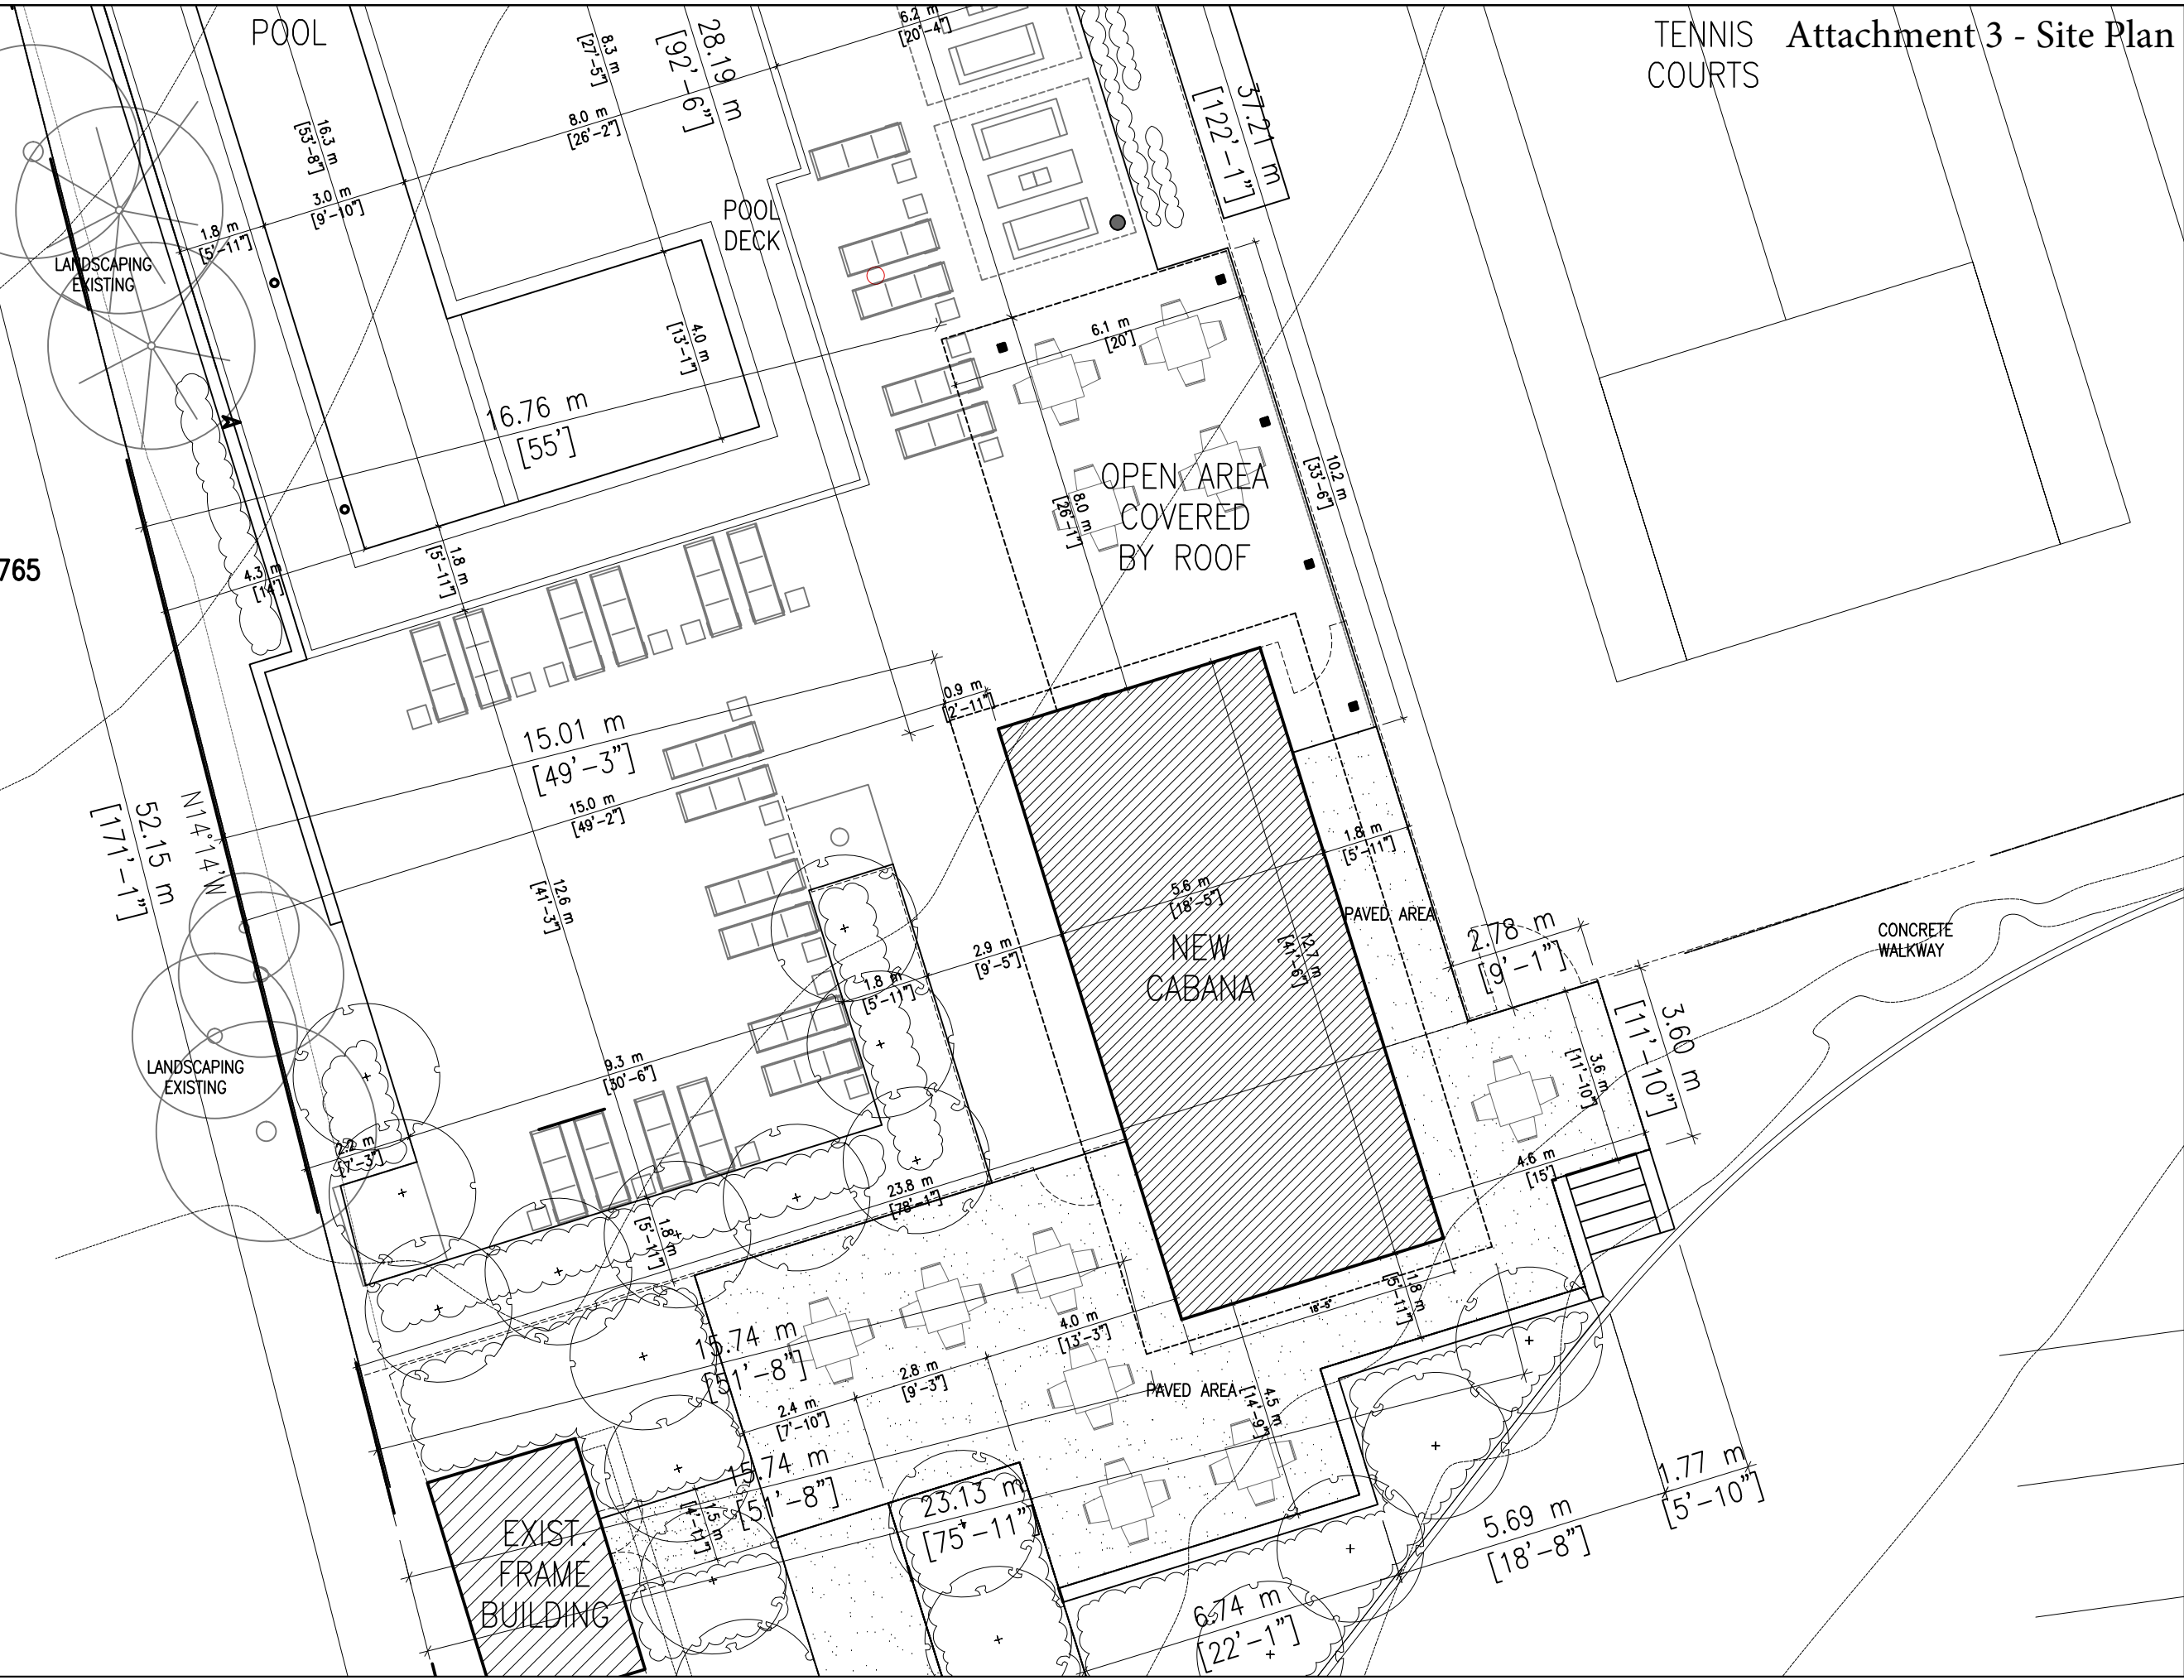 POOL
6.2 m
[20'-4"]
TENNIS
COURTS
Attachment 3 - Site Plan
8.3 m
[27'-5"]
28.19 m
[92'-6"]
37.21 m
[122'-1"]
16.3 m
[53'-8"]
8.0 m
[26'-2"]
3.0 m
[9'-10"]
1.8 m
[5'-11"]
POOL
DECK
LANDSCAPING
EXISTING
4.0 m
[13'-1"]
6.1 m
[20']
A
16.76 m
[55']
OPEN AREA
COVERED
BY ROOF
8.0 m
[26'-1"]
10.2 m
[33'-6"]
765
4.3 m
[14']
1.8 m
[5'-11"]
0.9 m
[2'-11"]
15.01 m
[49'-3"]
15.0 m
[49'-2"]
52.15 m
[171'-1"]
N14°14'W
12.6 m
[41'-3"]
1.8 m
[5'-11"]
5.6 m
[18'-5"]
PAVED AREA
2.78 m
[9'-1"]
CONCRETE
WALKWAY
NEW
CABANA
12.7 m
[41'-6"]
2.9 m
[9'-5"]
1.8 m
[5'-11"]
3.60 m
[11'-10"]
3.6 m
[11'-10"]
LANDSCAPING
EXISTING
9.3 m
[30'-6"]
2.2 m
[7'-3"]
4.6 m
[15']
23.8 m
[78'-1"]
1.8 m
[5'-11"]
1.8 m
[5'-11"]
18'-5"
15.74 m
[51'-8"]
4.0 m
[13'-3"]
2.8 m
[9'-3"]
2.4 m
[7'-10"]
PAVED AREA
4.5 m
[14'-9"]
15.74 m
[51'-8"]
1.5 m
[4'-11"]
23.13 m
[75'-11"]
1.77 m
[5'-10"]
5.69 m
[18'-8"]
EXIST.
FRAME
BUILDING
6.74 m
[22'-1"]